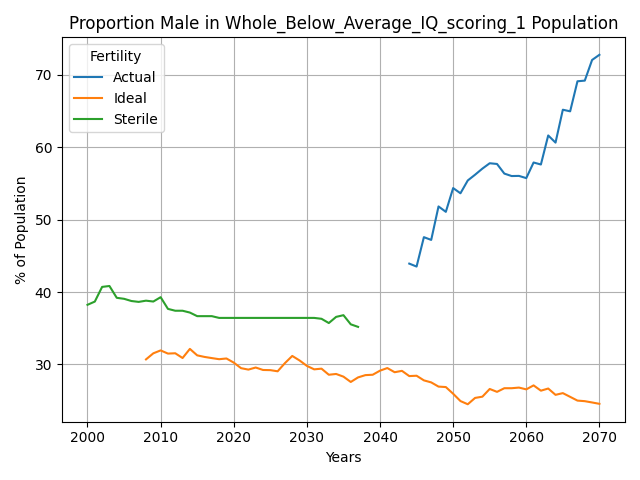 Proportion Male in Whole_Below_Average_IQ_scoring_1 Population
Fertility
Actual
Ideal
Sterile
% of Population
70
60
50
40
30
2000 2010 2020 2030 2040 2050 2060 2070
Years